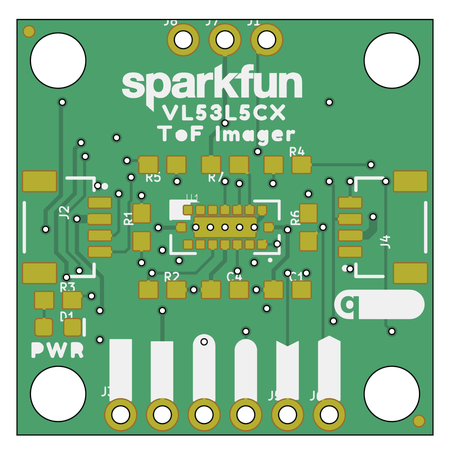 J8 J7 J1
sparkfun
VL53L5CX
ToF Imager
R4
R5 R7
U1
J2 R1 R6 J4
R2 C4 C1
R3
D1
PWR
J3 J5 J6